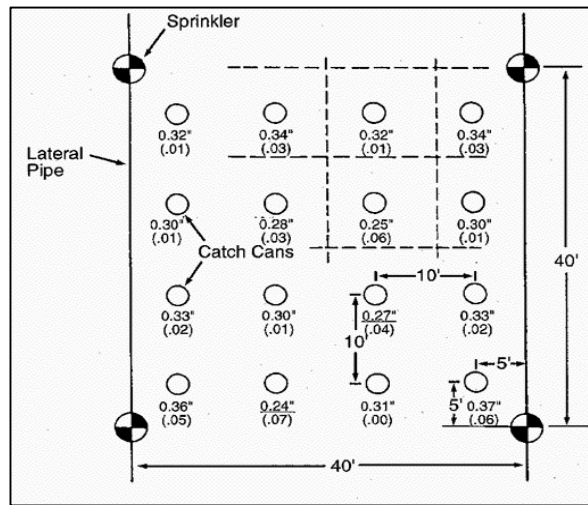 Sprinkler
0.32" 0.34" 0.32" 0.34"
(.01) (.03) (.01) (.03)
Lateral
Pipe
0.30" 0.28" 0.25" 0.30"
(.01) (.03) (.06) (.01)
Catch Cans
40'
10'
0.33" 0.30" 0.27" 0.33"
(.02) (.01) (.04) (.02)
10'
5'
0.36" 0.24" 0.31" 0.37"
(.05) (.07) (.00) (.06)
5'
40'